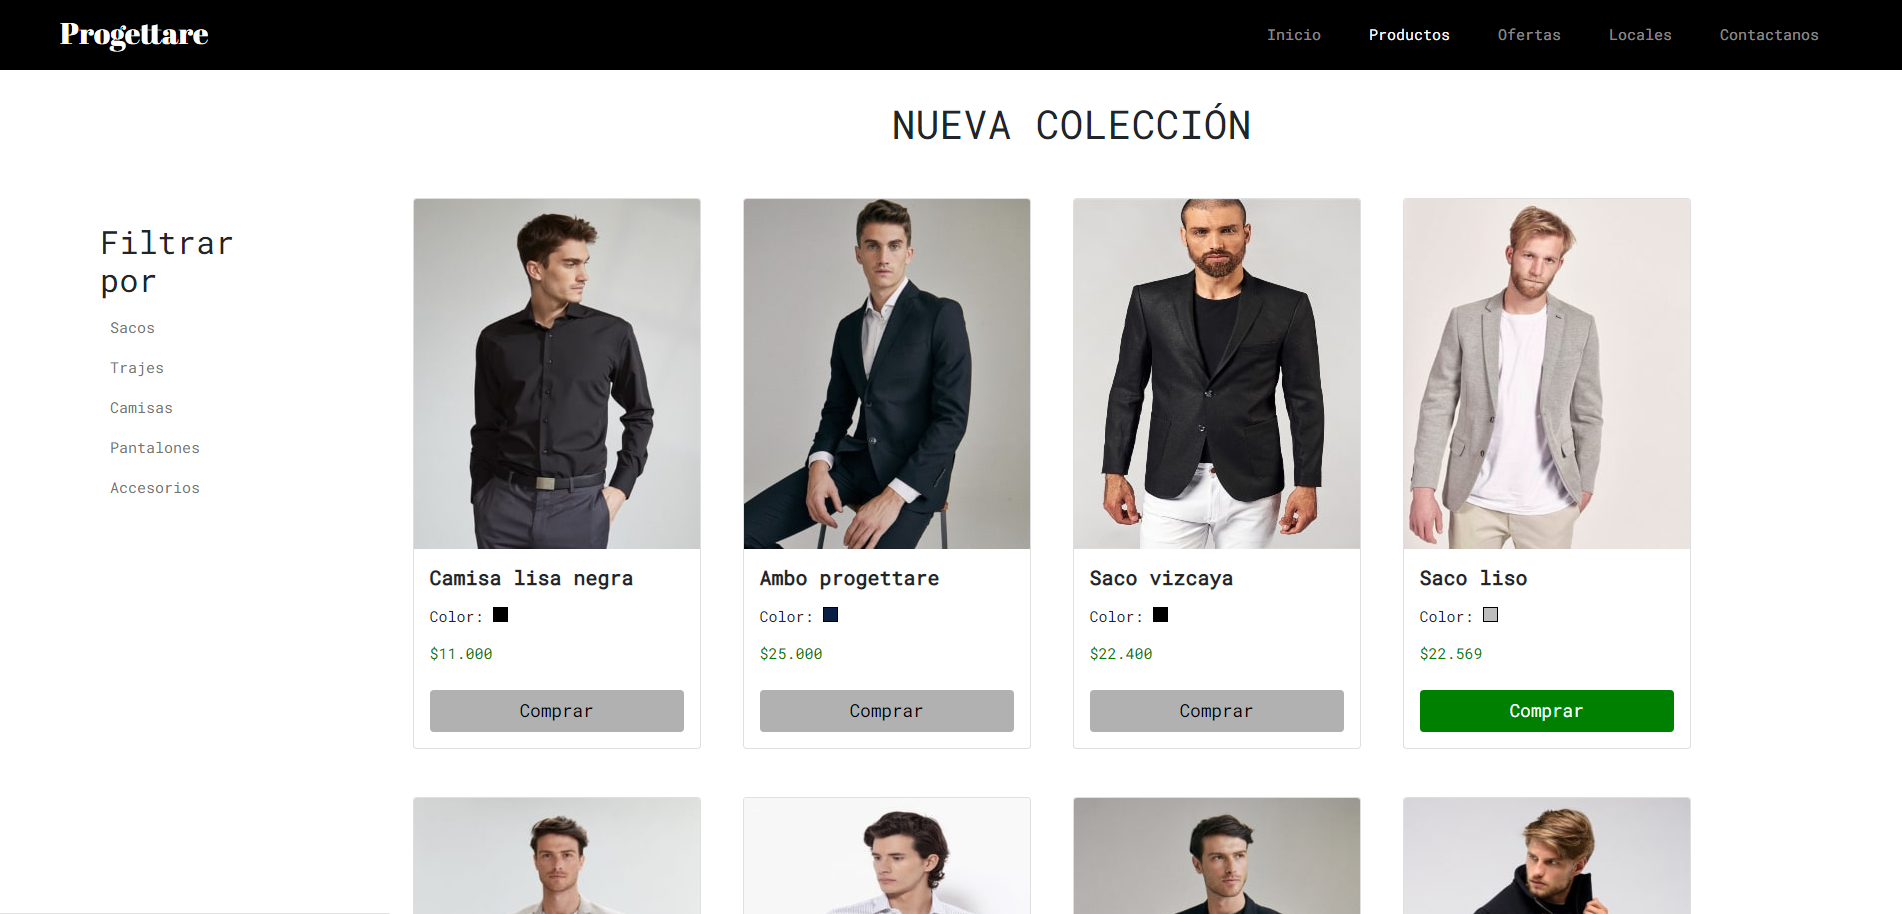 Progettare
Inicio Productos Ofertas Locales Contactanos
NUEVA COLECCIÓN
Filtrar
por
Sacos
Trajes
Camisas
Pantalones
Accesorios
Camisa lisa negra
Color:
$11.000
Comprar
Ambo progettare
Color:
$25.000
Comprar
Saco vizcaya
Color:
$22.400
Comprar
Saco liso
Color:
$22.569
Comprar